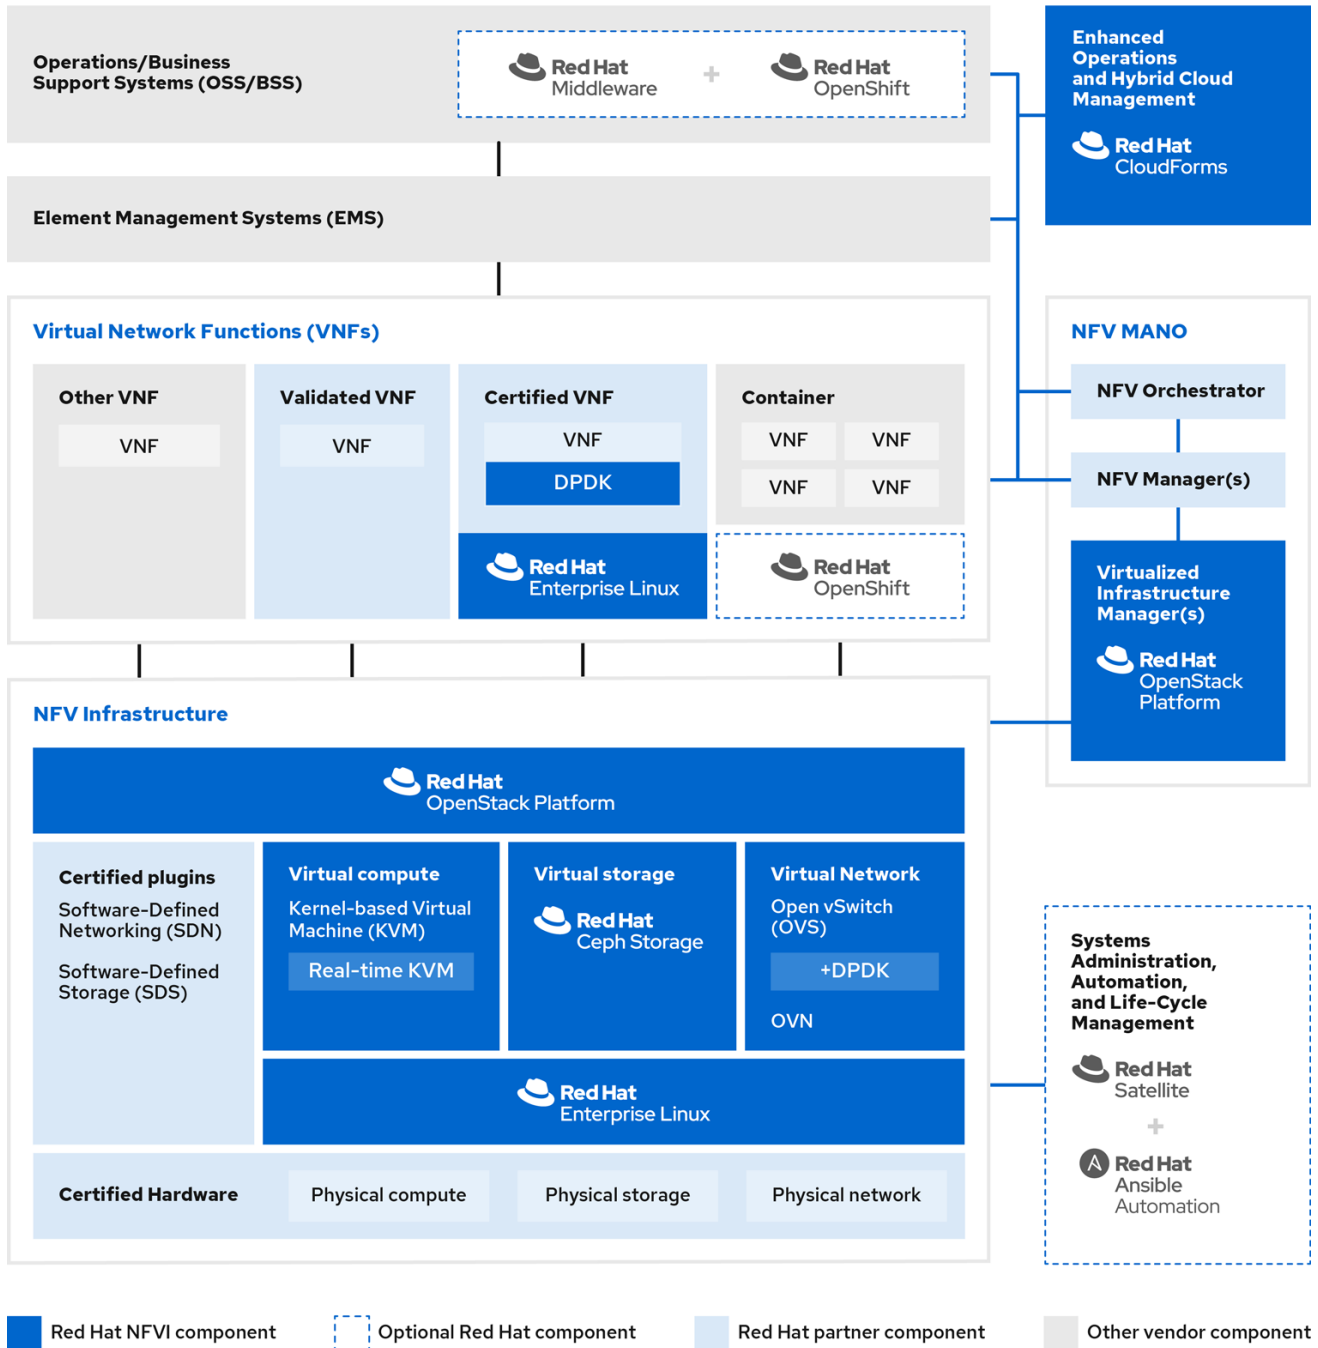 Operations/Business
Support Systems (OSS/BSS)
Red Hat
Middleware
+
Red Hat
OpenShift
Enhanced
Operations
and Hybrid Cloud
Management
Red Hat
CloudForms
Element Management Systems (EMS)
Virtual Network Functions (VNFs)
Other VNF
VNF
Validated VNF
VNF
Certified VNF
VNF
DPDK
Red Hat
Enterprise Linux
Container
VNF
VNF
VNF
VNF
Red Hat
OpenShift
NFV MANO
NFV Orchestrator
NFV Manager(s)
Virtualized
Infrastructure
Manager(s)
Red Hat
OpenStack
Platform
NFV Infrastructure
Red Hat
OpenStack Platform
Certified plugins
Software-Defined
Networking (SDN)
Software-Defined
Storage (SDS)
Virtual compute
Kernel-based Virtual
Machine (KVM)
Real-time KVM
Virtual storage
Red Hat
Ceph Storage
Virtual Network
Open vSwitch
(OVS)
+DPDK
OVN
Red Hat
Enterprise Linux
Certified Hardware
Physical compute
Physical storage
Physical network
Systems
Administration,
Automation,
and Life-Cycle
Management
Red Hat
Satellite
+
Red Hat
Ansible
Automation
Red Hat NFVI component
Optional Red Hat component
Red Hat partner component
Other vendor component